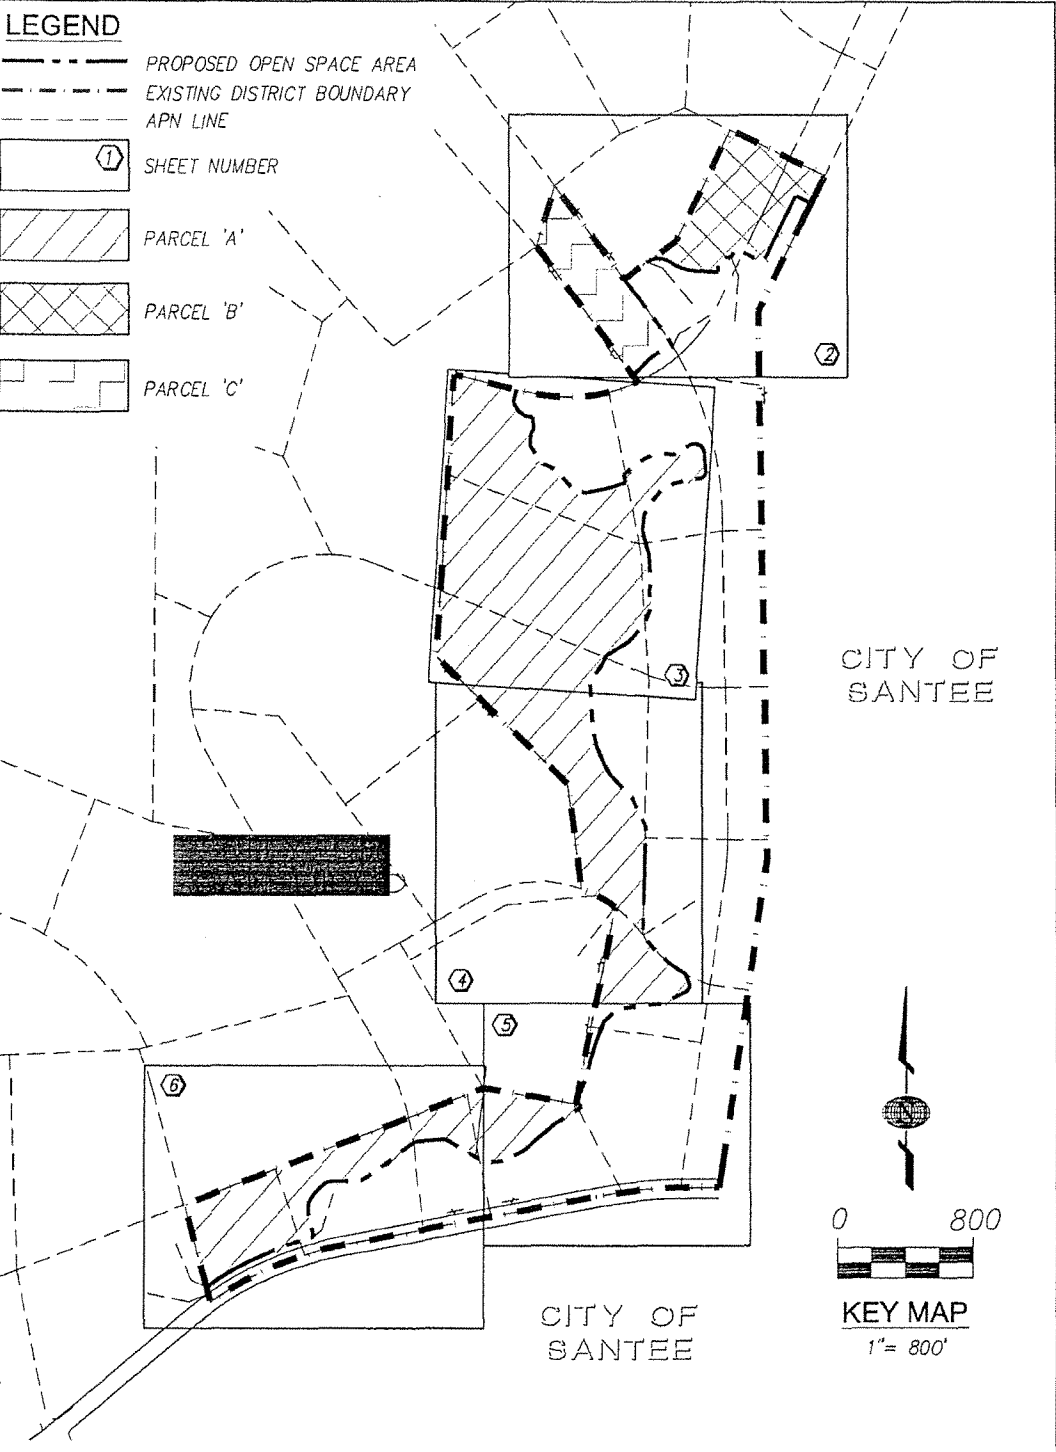 LEGEND
PROPOSED OPEN SPACE AREA
EXISTING DISTRICT BOUNDARY
APN LINE
1
SHEET NUMBER
PARCEL 'A'
PARCEL 'B'
PARCEL 'C'
2
3
CITY OF
SANTEE
4
5
6
N
0 800
KEY MAP
1"= 800'
CITY OF
SANTEE